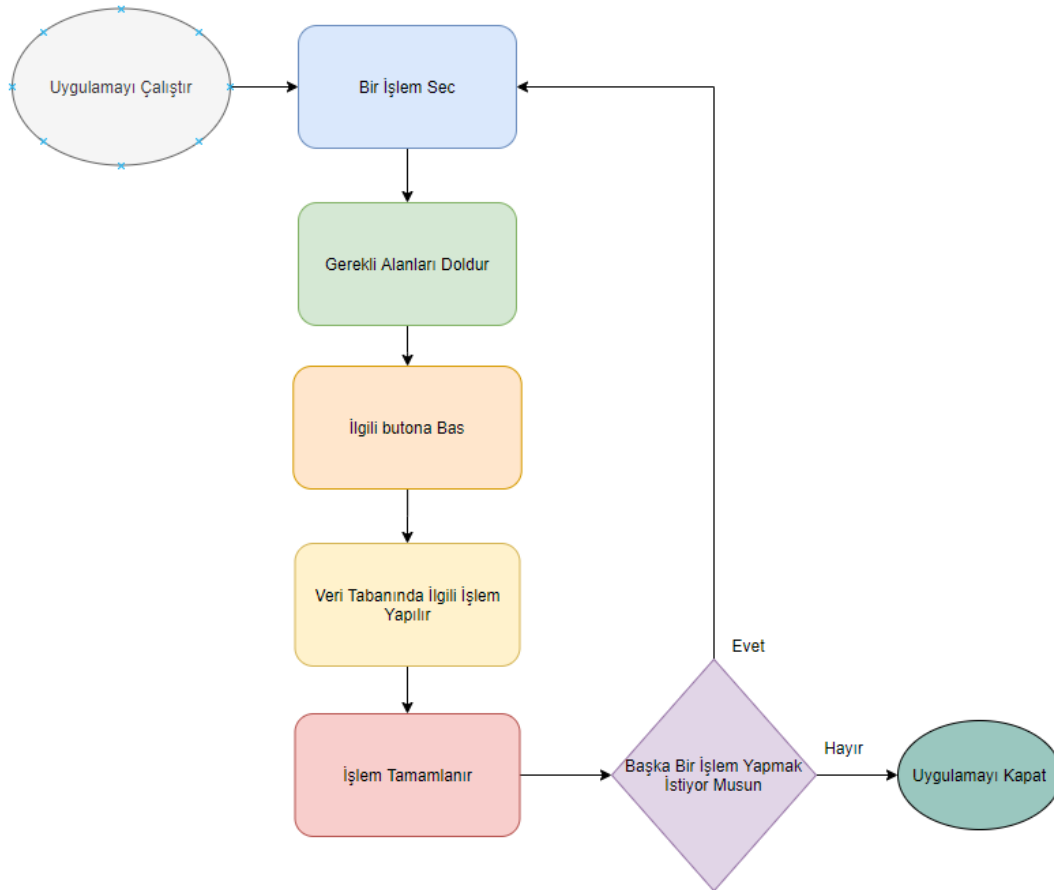 Uygulamayı Çalıştır
Bir İşlem Sec
Gerekli Alanları Doldur
İlgili butona Bas
Veri Tabanında İlgili İşlem
Yapılır
İşlem Tamamlanır
Evet
Başka Bir İşlem Yapmak
İstiyor Musun
Hayır
Uygulamayı Kapat